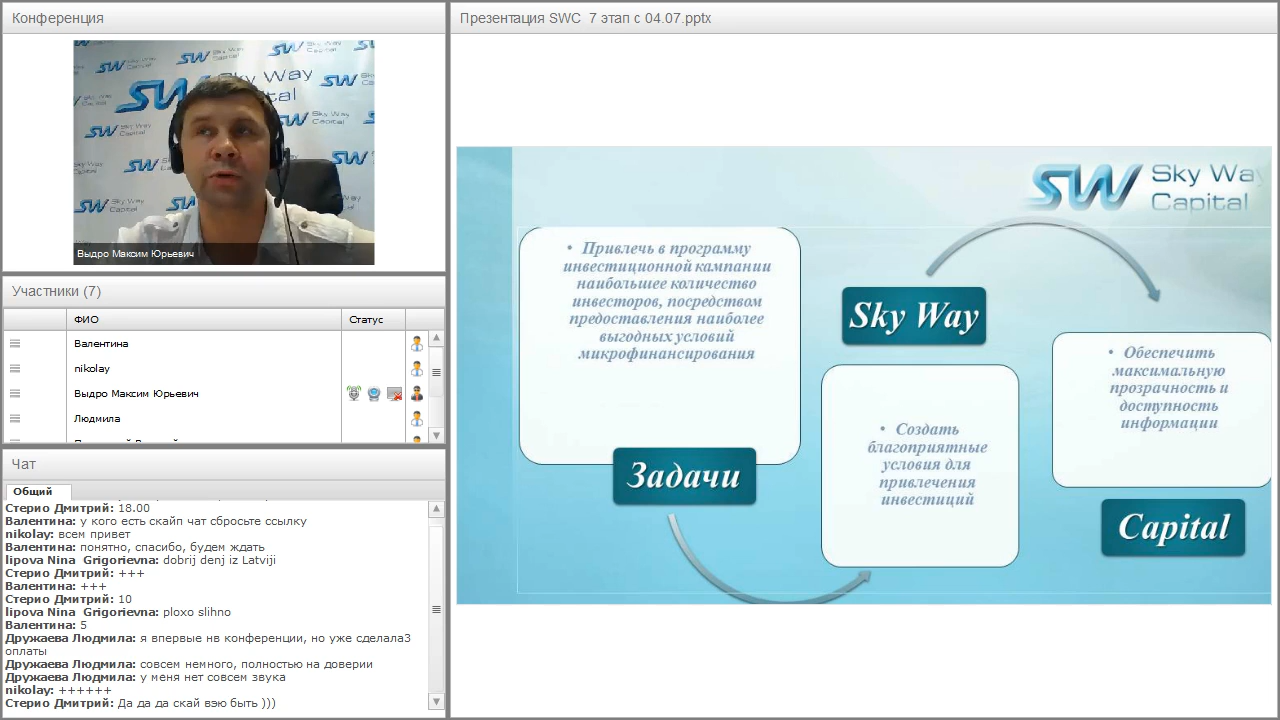 Конференция
Sky Way
Capital
Выдро Максим Юрьевич
Участники (7)
ФИО
Статус
Валентина
nikolay
Выдро Максим Юрьевич
Людмила
Чат
Общий
Стерио Дмитрий: 18.00
Валентина: у кого есть скайп чат сбросьте ссылку
nikolay: всем привет
Валентина: понятно, спасибо, будем ждать
lipova Nina Grigorievna: dobrij denj iz Latviji
Стерио Дмитрий: +++
Валентина: +++
Стерио Дмитрий: 10
lipova Nina Grigorievna: ploxo slihno
Валентина: 5
Дружаева Людмила: я впервые нв конференции, но уже сделала3
оплаты
Дружаева Людмила: совсем немного, полностью на доверии
Дружаева Людмила: у меня нет совсем звука
nikolay: ++++++
Стерио Дмитрий: Да да да скай вэю быть )))
Презентация SWC 7 этап с 04.07.pptx
SW Sky Wa
Capital
• Привлечь в программу
инвестиционной кампании
наибольшее количество
инвесторов, посредством
предоставления наиболее
выгодных условий
микрофинансирования
Задачи
Sky Way
• Создать
благоприятные
условия для
привлечения
инвестиций
• Обеспечить
максимальную
прозрачность и
доступность
информации
Capital